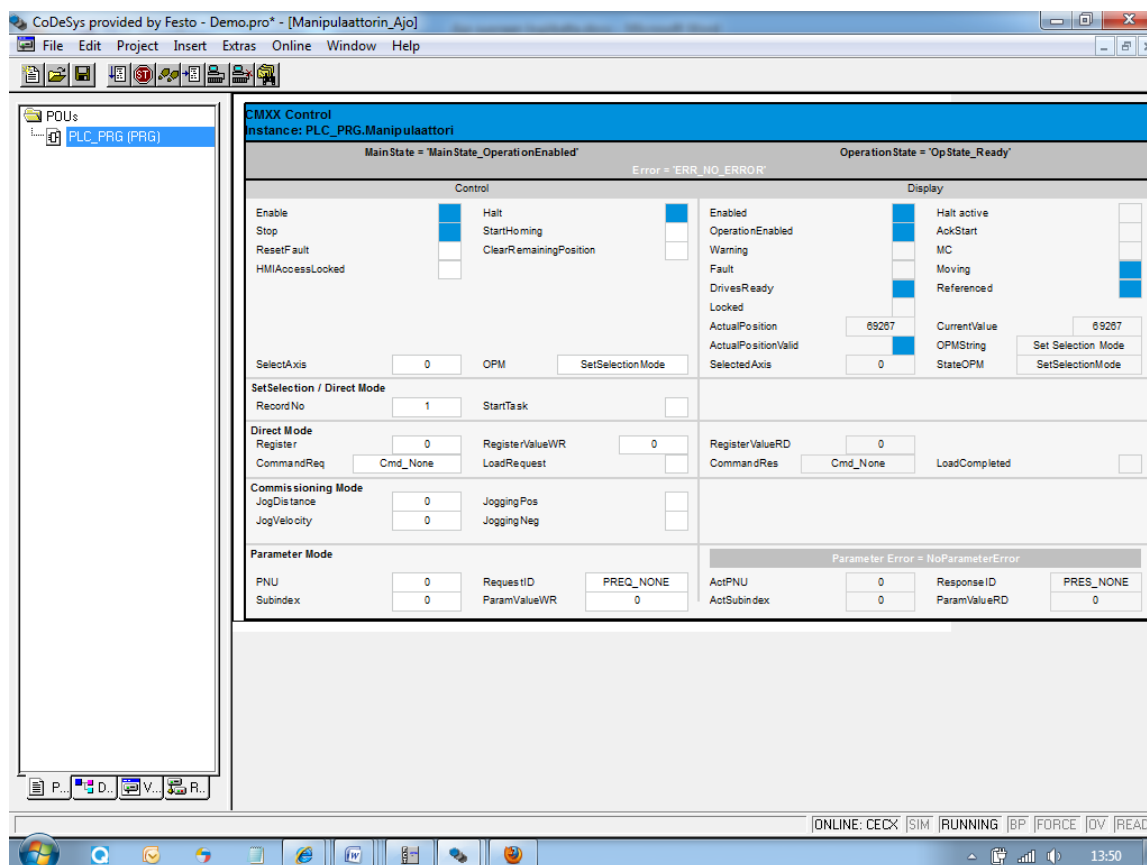 CoDeSys provided by Festo - Demo.pro* - [Manipulaattorin_Ajo]
File Edit Project Insert Extras Online Window Help
POUs
PLC_PRG (PRG)
CMXX Control
Instance: PLC_PRG.Manipulaattori
MainState = 'MainState_OperationEnabled' OperationState = 'OpState_Ready'
Error = 'ERR_NO_ERROR'
Control Display
Enable Halt Enabled Halt active
Stop StartHoming OperationEnabled AckStart
ResetFault ClearRemainingPosition Warning MC
HMIAccessLocked Fault Moving
DrivesReady Referenced
Locked
ActualPosition 69267 CurrentValue 69267
ActualPositionValid OPMString Set Selection Mode
SelectAxis 0 OPM SetSelectionMode SelectedAxis 0 StateOPM SetSelectionMode
SetSelection / Direct Mode
RecordNo 1 StartTask
Direct Mode
Register 0 RegisterValueWR 0 RegisterValueRD 0
CommandReq Cmd_None LoadRequest CommandRes Cmd_None LoadCompleted
Commissioning Mode
JogDistance 0 JoggingPos
JogVelocity 0 JoggingNeg
Parameter Mode Parameter Error = NoParameterError
PNU 0 RequestID PREQ_NONE ActPNU 0 ResponseID PRES_NONE
Subindex 0 ParamValueWR 0 ActSubindex 0 ParamValueRD 0
P... D... V... R...
ONLINE: CECX SIM RUNNING BP FORCE OV READ
13:50